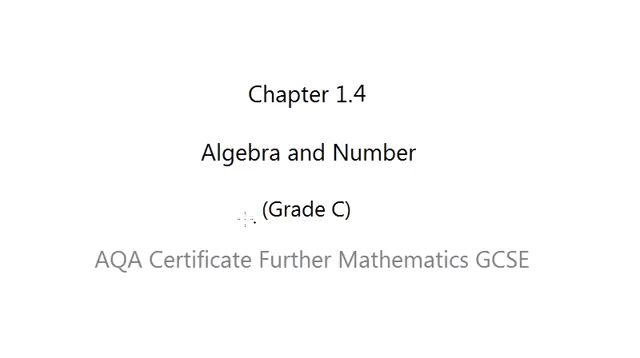 Chapter 1.4
Algebra and Number
(Grade C)
AQA Certificate Further Mathematics GCSE